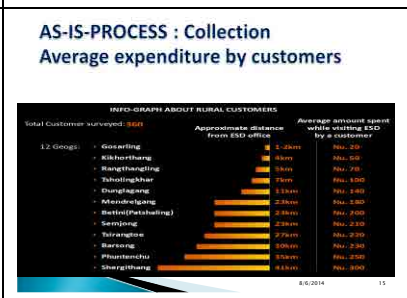 AS-IS-PROCESS : Collection
Average expenditure by customers
INFO-GRAPH ABOUT RURAL CUSTOMERS
Total Customer surveyed: 360
Approximate distance from ESD office
Average amount spent while visiting ESD by a customer
12 Geogs:
Gosarling 1-2km Nu. 20
Kikhorthang 4km Nu. 60
Rangthangling 5km Nu. 70
Tsholingkhar 7km Nu. 100
Dunglagang 11km Nu. 140
Mendrelgang 23km Nu. 180
Betini(Patshaling) 23km Nu. 200
Semjong 23km Nu. 210
Tsirangtoe 27km Nu. 220
Barsong 30km Nu. 230
Phuntenchu 35km Nu. 250
Shergithang 41km Nu. 300
8/6/2014 15